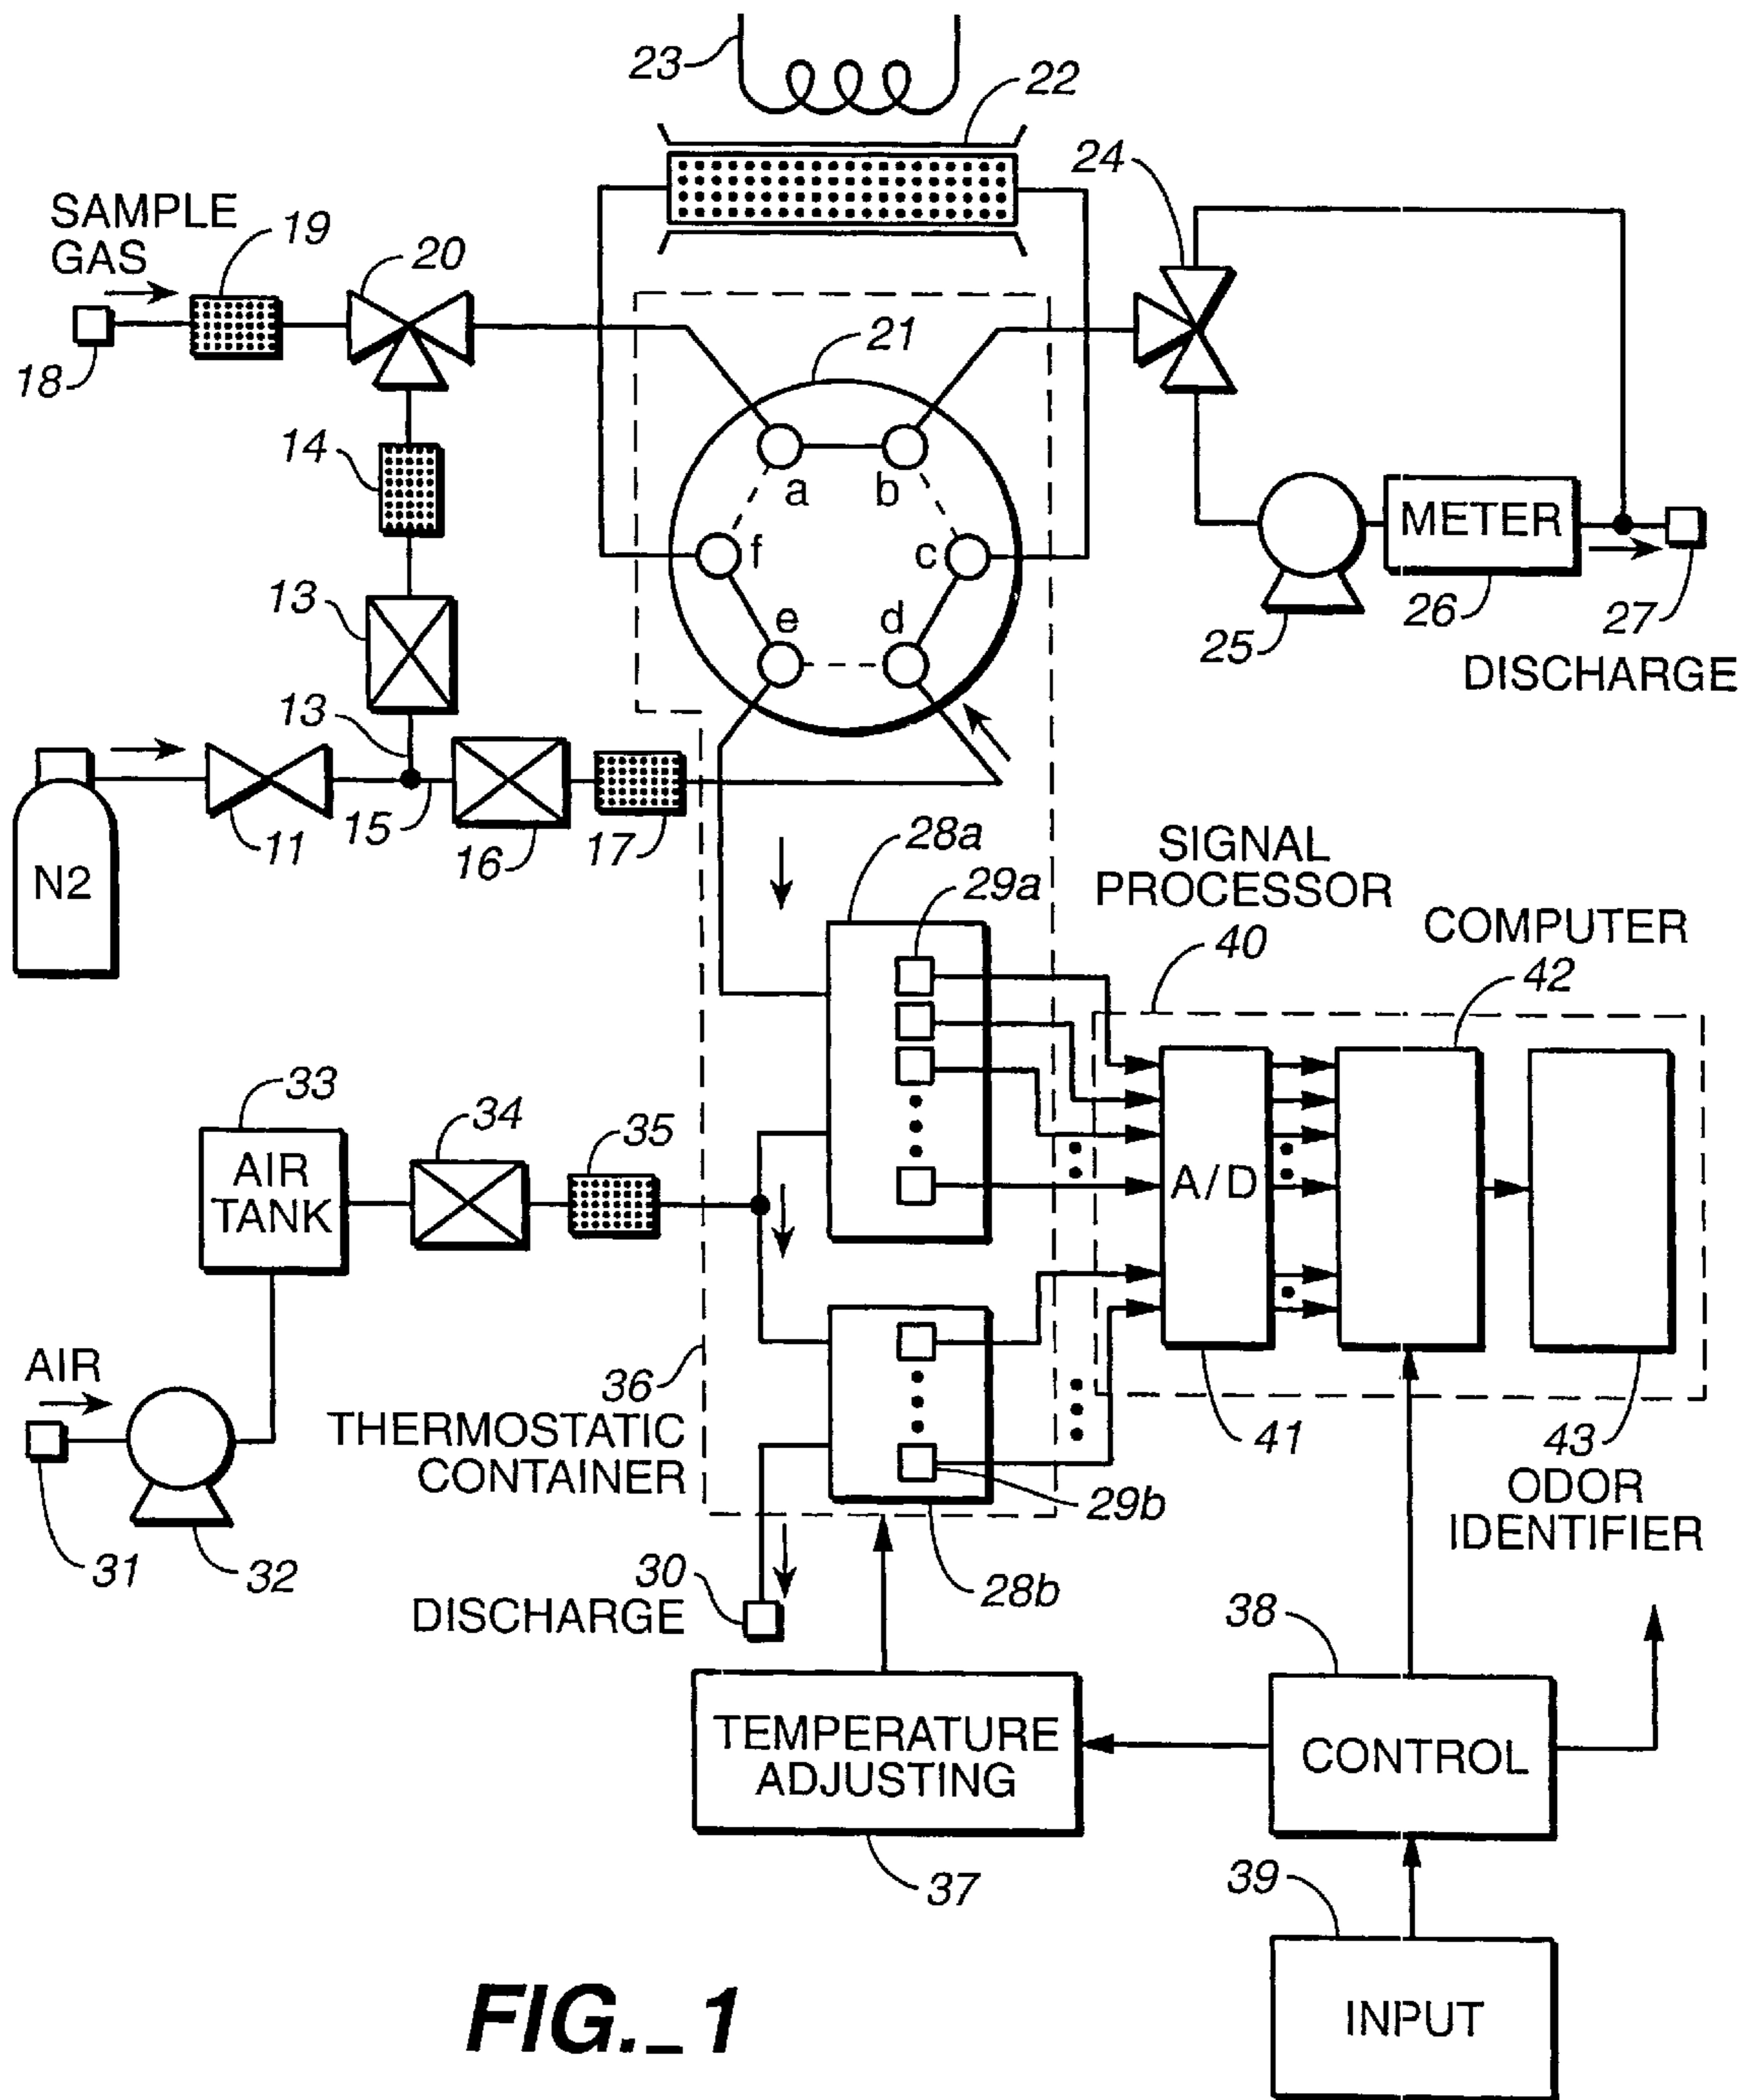 23
22
24
SAMPLE
GAS
19
20
21
18
14
a
b
f
c
e
d
METER
25
26
27
DISCHARGE
13
13
11
15
16
17
N2
28a
29a
SIGNAL
PROCESSOR
40
COMPUTER
42
33
34
35
AIR
TANK
A/D
AIR
36
THERMOSTATIC
CONTAINER
41
43
ODOR
IDENTIFIER
29b
31
32
30
DISCHARGE
28b
38
TEMPERATURE
ADJUSTING
CONTROL
37
39
INPUT
FIG._1